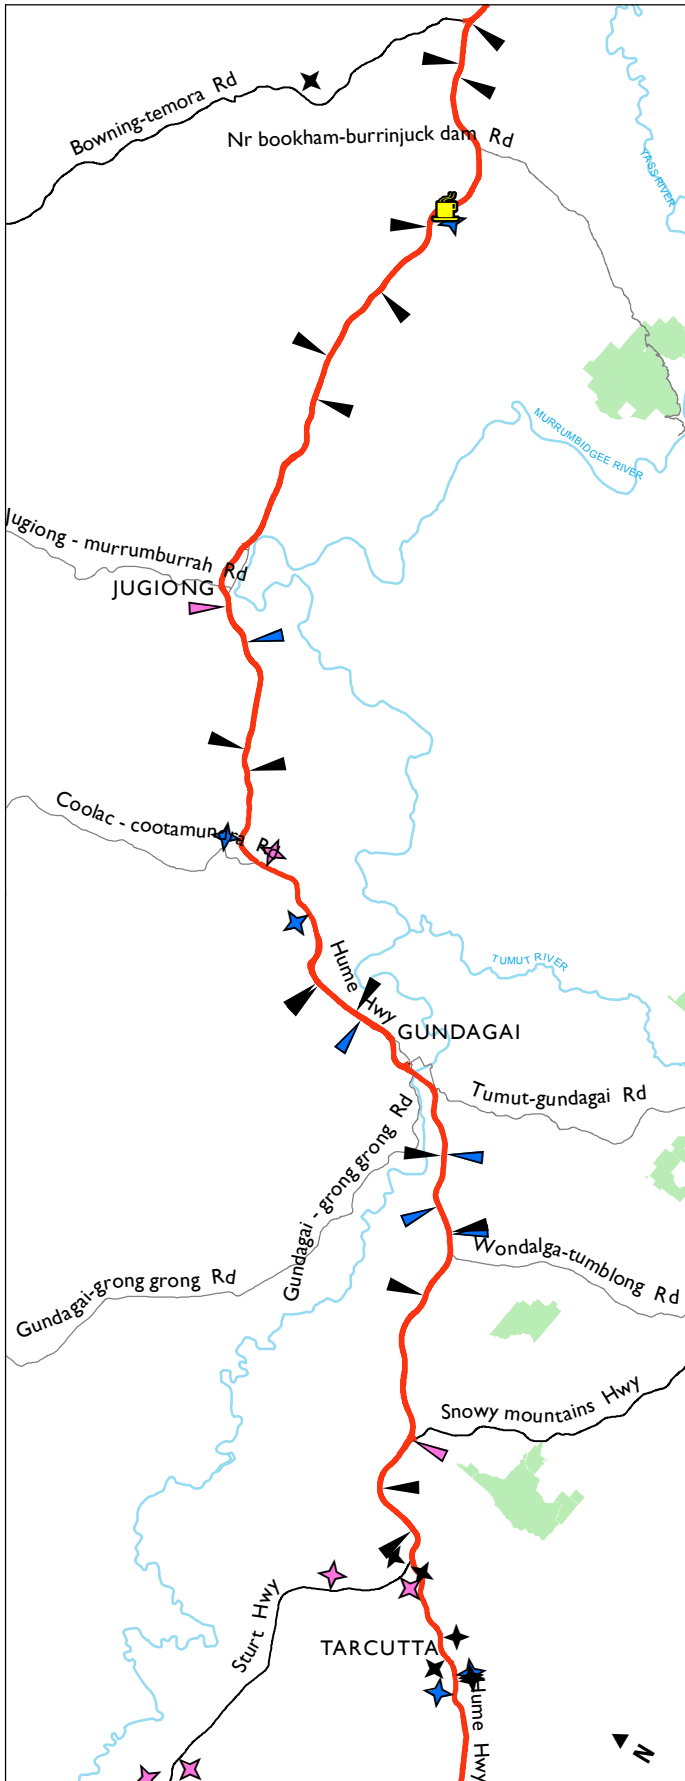 Bowning-temora Rd
Nr bookham-burrinjuck dam Rd
YASS RIVER
MURRUMBIDGEE RIVER
Jugiong - murrumburrah Rd
JUGIONG
Coolac - cootamundra Rd
Hume Hwy
TUMUT RIVER
GUNDAGAI
Tumut-gundagai Rd
Gundagai - grong grong Rd
Wondalga-tumblong Rd
Gundagai-grong grong Rd
Snowy mountains Hwy
Sturt Hwy
TARCUTTA
Hume Hwy
N